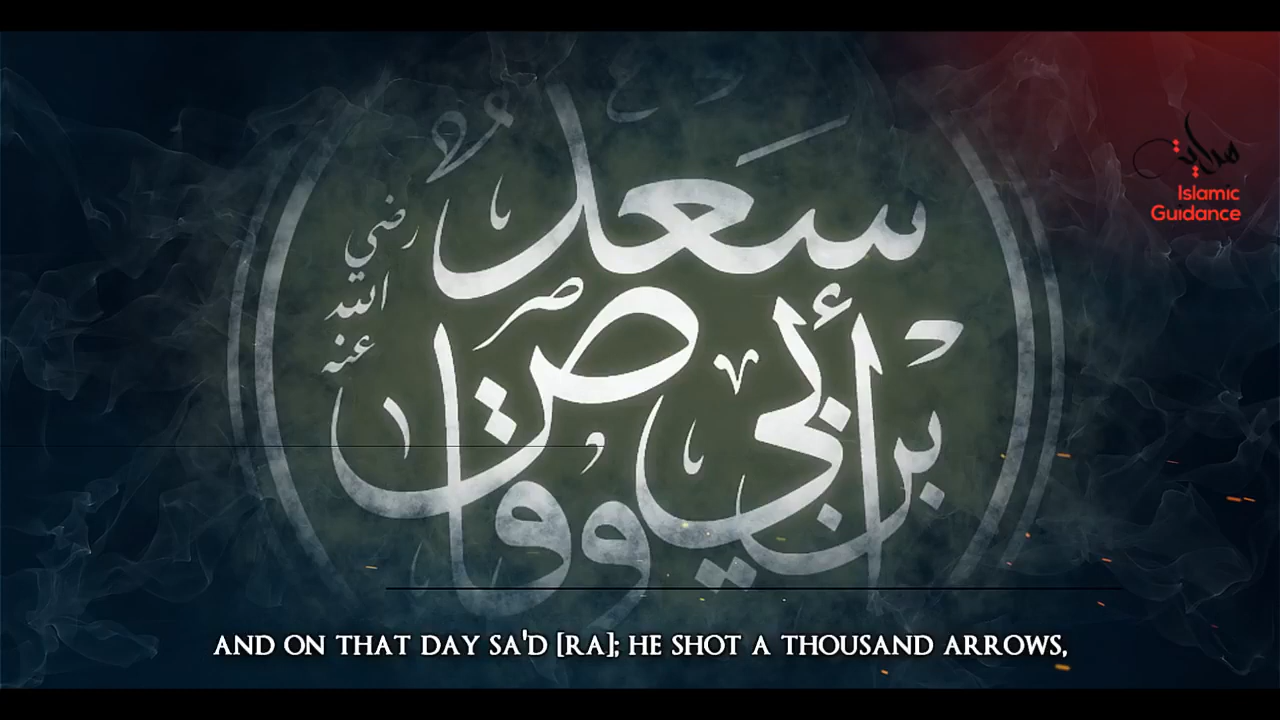 سَعد
بن أبي وقاص
رضي
الله
عنه
هداية
Islamic
Guidance
AND ON THAT DAY SA'D [RA]; HE SHOT A THOUSAND ARROWS,